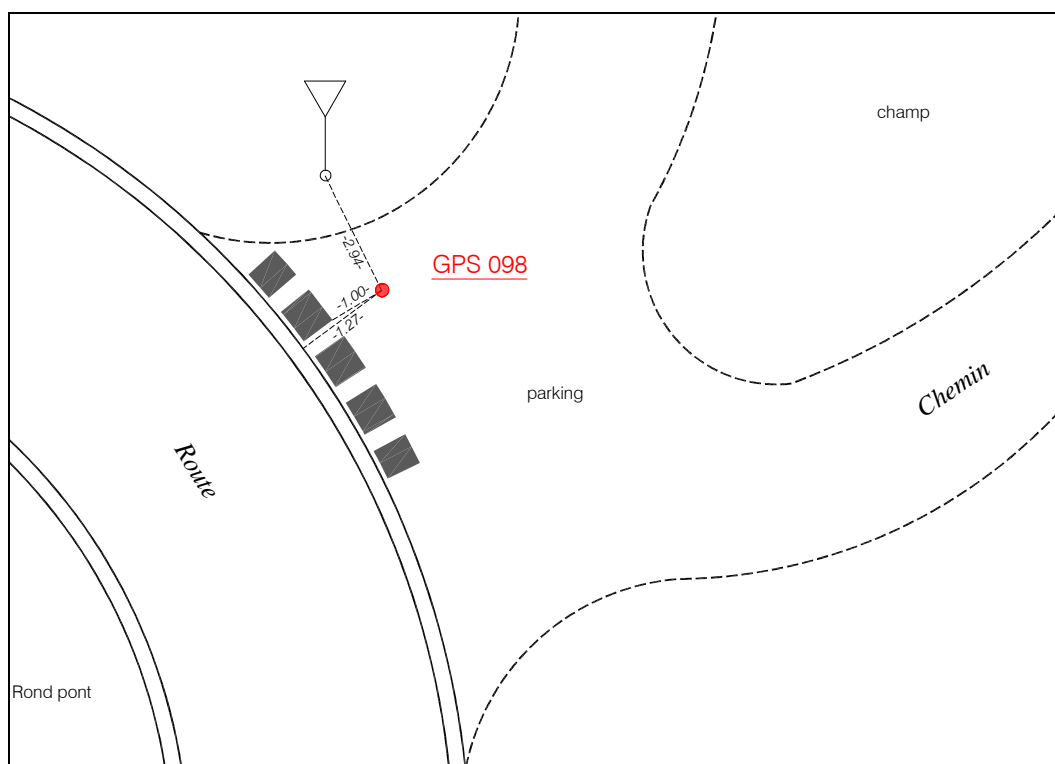 champ
-2.94-
GPS 098
-1.00-
-1.27-
parking
Chemin
Route
Rond pont